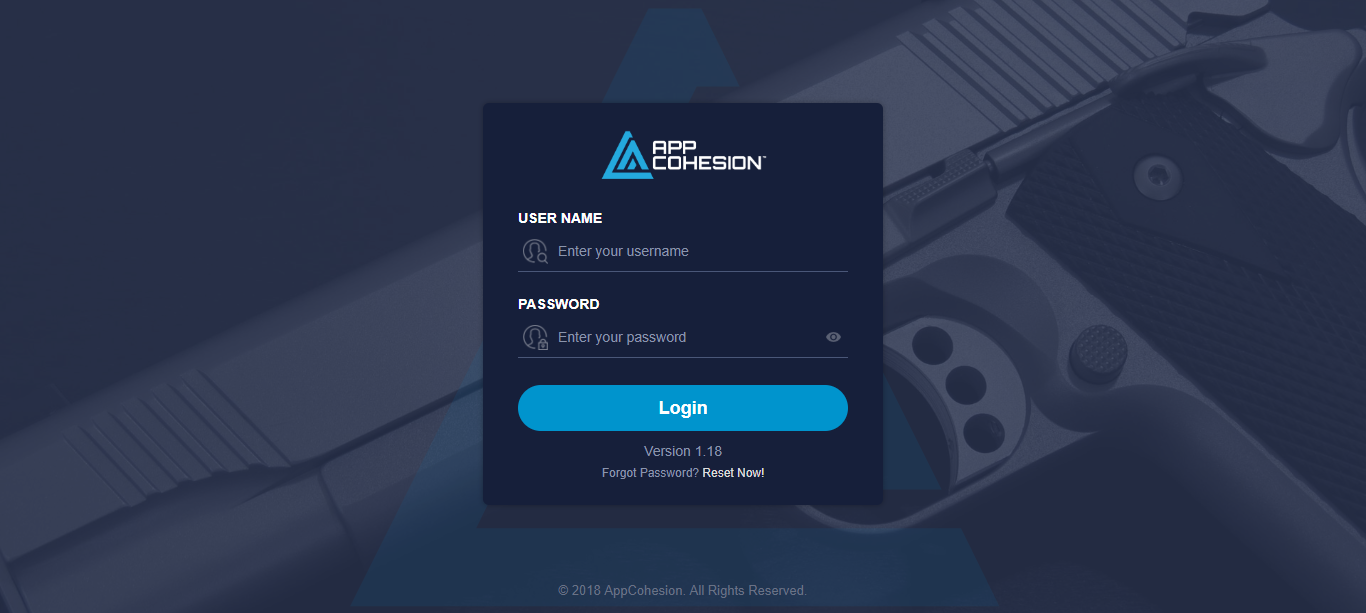 APP
COHESION™
USER NAME
Enter your username
PASSWORD
Enter your password
Login
Version 1.18
Forgot Password? Reset Now!
© 2018 AppCohesion. All Rights Reserved.